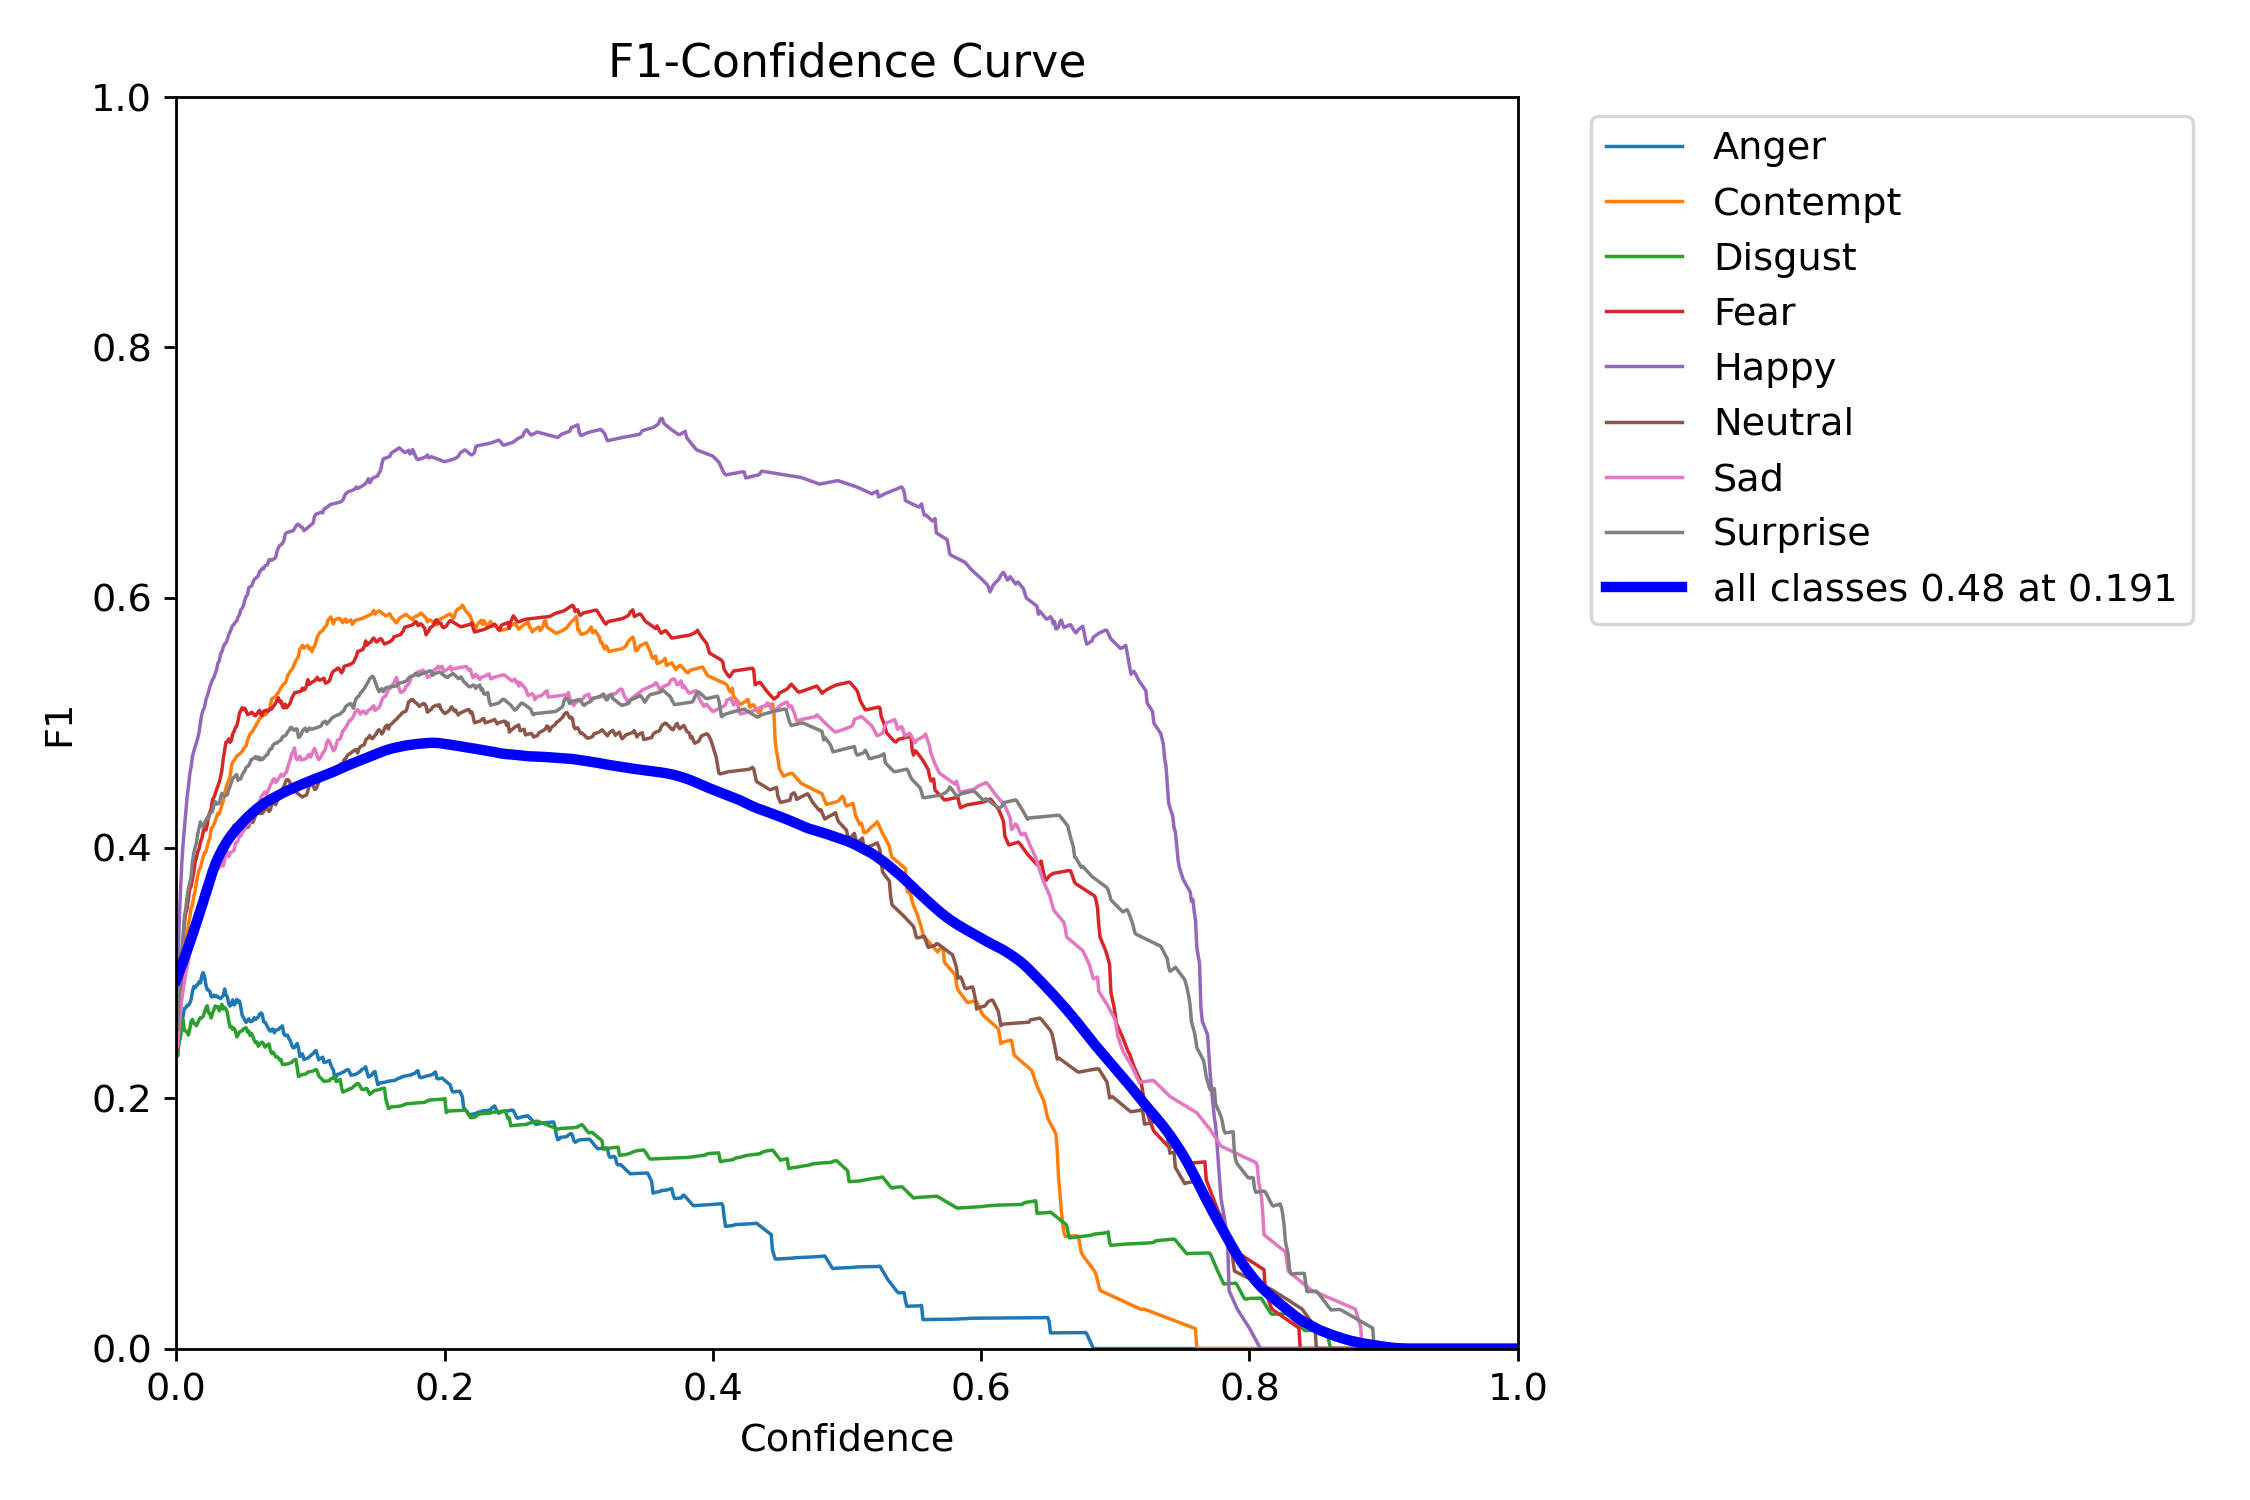 F1-Confidence Curve
1.0
0.8
0.6
0.4
0.2
0.0
F1
0.0 0.2 0.4 0.6 0.8 1.0
Confidence
Anger
Contempt
Disgust
Fear
Happy
Neutral
Sad
Surprise
all classes 0.48 at 0.191